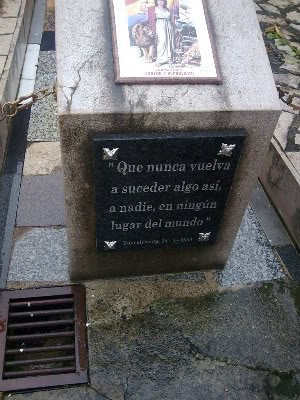 " Que nunca vuelva
a suceder algo así,
a nadie, en ningún
lugar del mundo "